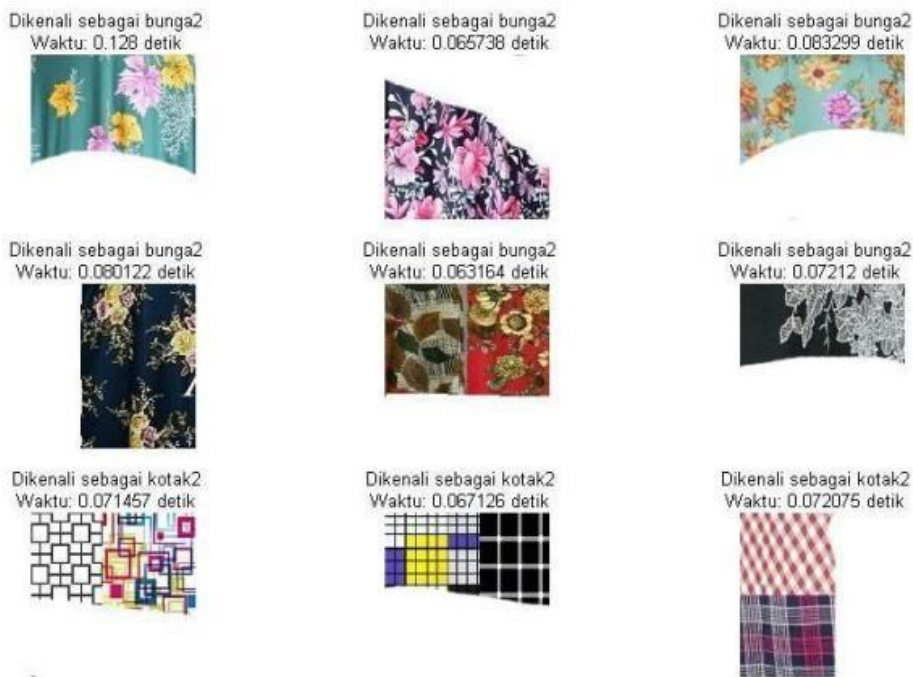 Dikenali sebagai bunga2
Waktu: 0.128 detik
Dikenali sebagai bunga2
Waktu: 0.065738 detik
Dikenali sebagai bunga2
Waktu: 0.083299 detik
Dikenali sebagai bunga2
Waktu: 0.080122 detik
Dikenali sebagai bunga2
Waktu: 0.063164 detik
Dikenali sebagai bunga2
Waktu: 0.07212 detik
Dikenali sebagai kotak2
Waktu: 0.071457 detik
Dikenali sebagai kotak2
Waktu: 0.067126 detik
Dikenali sebagai kotak2
Waktu: 0.072075 detik